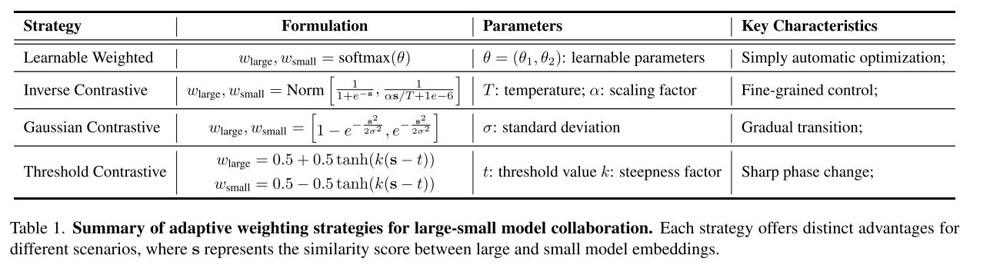 Strategy Formulation Parameters Key Characteristics
Learnable Weighted w_large, w_small = softmax(θ) θ = (θ₁, θ₂): learnable parameters Simply automatic optimization;
Inverse Contrastive w_large, w_small = Norm [1/(1+e^{−s}), 1/(αs/T+1e−6)] T: temperature; α: scaling factor Fine-grained control;
Gaussian Contrastive w_large, w_small = [1 − e^{−s²/2σ²}, e^{−s²/2σ²}] σ: standard deviation Gradual transition;
Threshold Contrastive w_large = 0.5 + 0.5 tanh(k(s − t)) t: threshold value k: steepness factor Sharp phase change;
w_small = 0.5 − 0.5 tanh(k(s − t))
Table 1. Summary of adaptive weighting strategies for large-small model collaboration. Each strategy offers distinct advantages for
different scenarios, where s represents the similarity score between large and small model embeddings.